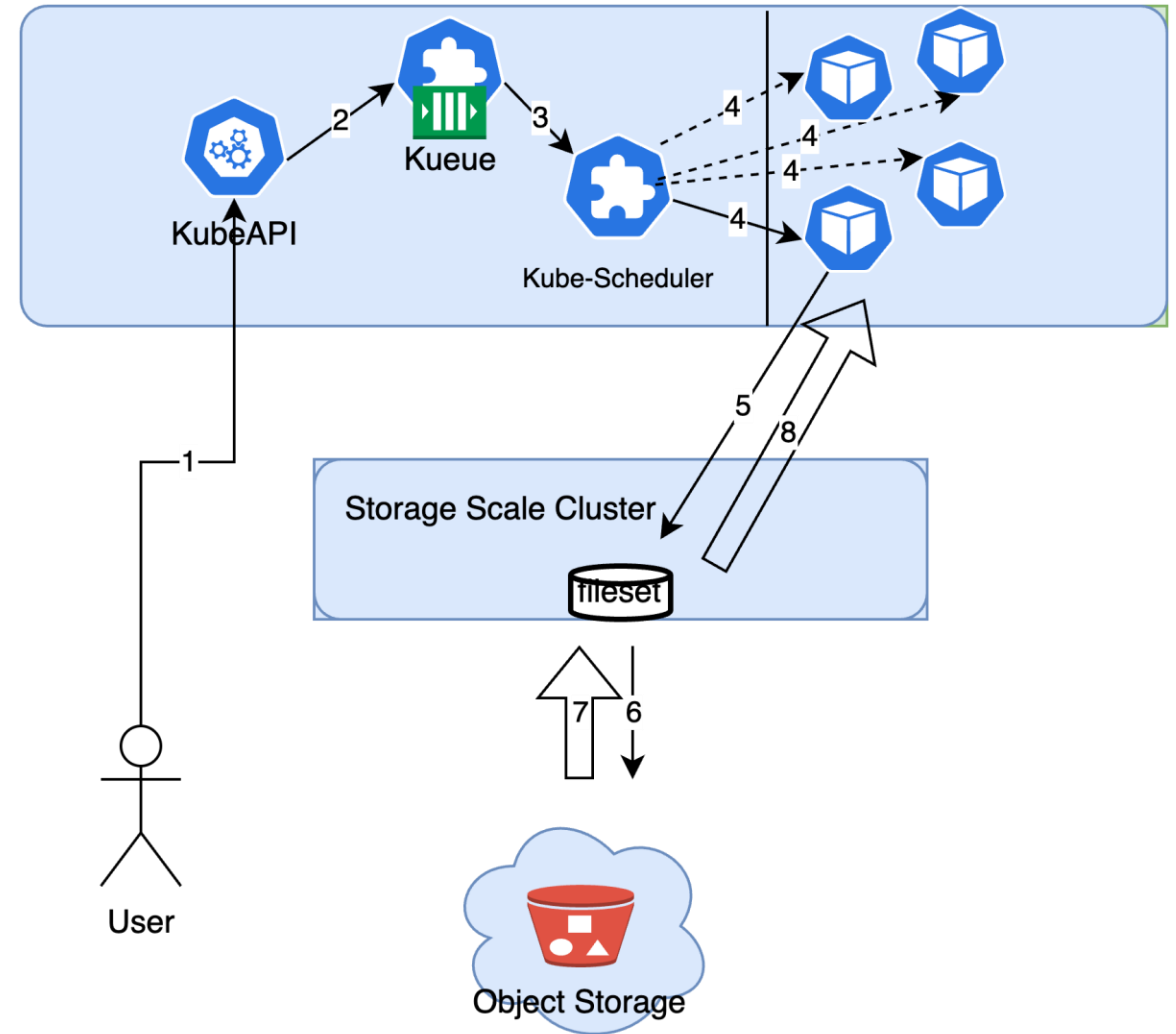 4
2
3
4
Kueue
4
4
KubeAPI
Kube-Scheduler
5
8
1
Storage Scale Cluster
fileset
7
6
User
Object Storage